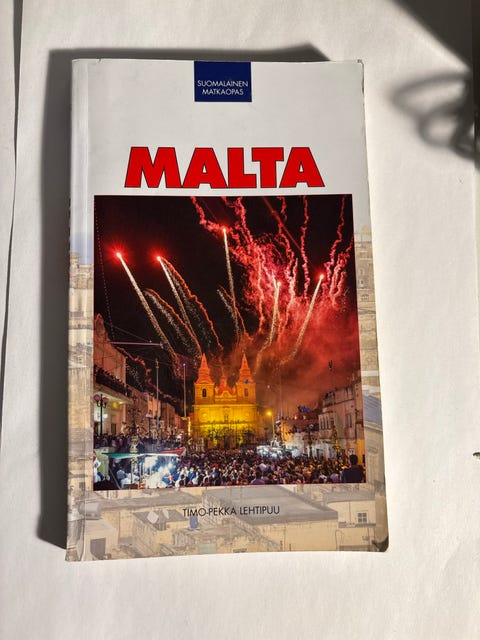 SUOMALAINEN
MATKAOPAS
MALTA
TIMO-PEKKA LEHTIPUU